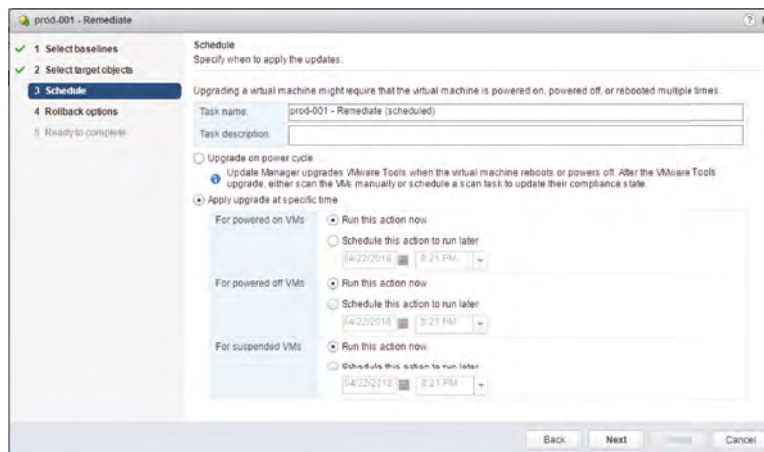 prod-001 - Remediate
?
1 Select baselines
2 Select target objects
3 Schedule
4 Rollback options
5 Ready to complete
Schedule
Specify when to apply the updates.
Upgrading a virtual machine might require that the virtual machine is powered on, powered off, or rebooted multiple times.
Task name: prod-001 - Remediate (scheduled)
Task description:
Upgrade on power cycle
Update Manager upgrades VMware Tools when the virtual machine reboots or powers off. After the VMware Tools
upgrade, either scan the VMs manually or schedule a scan task to update their compliance state.
Apply upgrade at specific time
For powered on VMs
Run this action now
Schedule this action to run later
04/22/2018 8:21 PM
For powered off VMs
Run this action now
Schedule this action to run later
04/22/2018 8:21 PM
For suspended VMs
Run this action now
Schedule this action to run later
04/22/2018 8:21 PM
Back Next Cancel